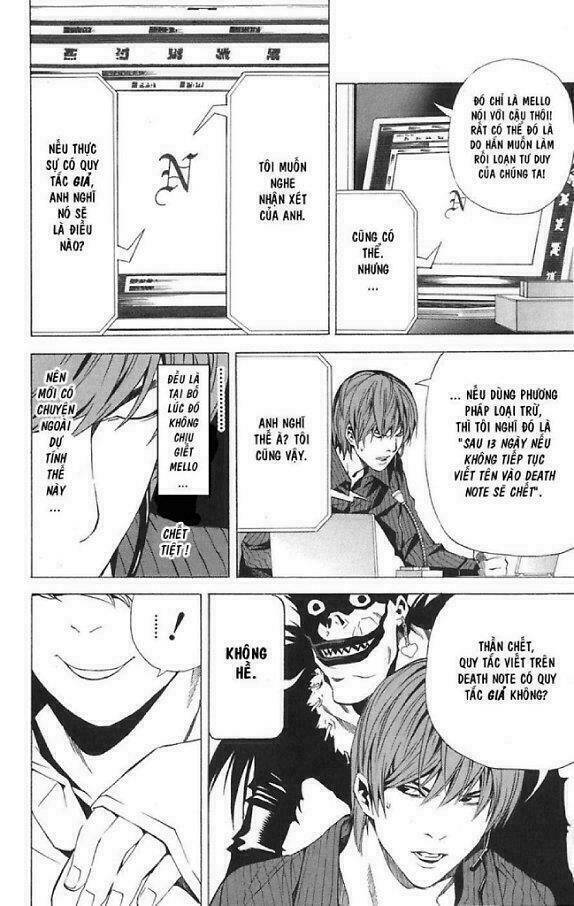 ĐÓ CHỈ LÀ MELLO
NÓI VỚI CẬU THÔI!
RẤT CÓ THỂ ĐÓ LÀ
DO HẮN MUỐN LÀM
RỐI LOẠN TƯ DUY
CỦA CHÚNG TA!
CŨNG CÓ
THỂ.
NHƯNG
...
TÔI MUỐN
NGHE
NHẬN XÉT
CỦA ANH.
NẾU THỰC
SỰ CÓ QUY
TẮC GIẢ,
ANH NGHĨ
NÓ SẼ
LÀ ĐIỀU
NÀO?
N
N
... NẾU DÙNG PHƯƠNG
PHÁP LOẠI TRỪ,
THÌ TÔI NGHĨ ĐÓ LÀ
"SAU 13 NGÀY NẾU
KHÔNG TIẾP TỤC
VIẾT TÊN VÀO DEATH
NOTE SẼ CHẾT".
ANH NGHĨ
THẾ À? TÔI
CŨNG VẬY.
.........
ĐỀU LÀ
TẠI BỐ
LÚC ĐÓ
KHÔNG
CHỊU
GIẾT
MELLO
...
CHẾT
TIỆT!
NÊN
MỚI CÓ
CHUYỆN
NGOÀI
DỰ
TÍNH
THẾ NÀY
...
THẦN CHẾT,
QUY TẮC VIẾT TRÊN
DEATH NOTE CÓ QUY
TẮC GIẢ KHÔNG?
KHÔNG
HỀ.
...!